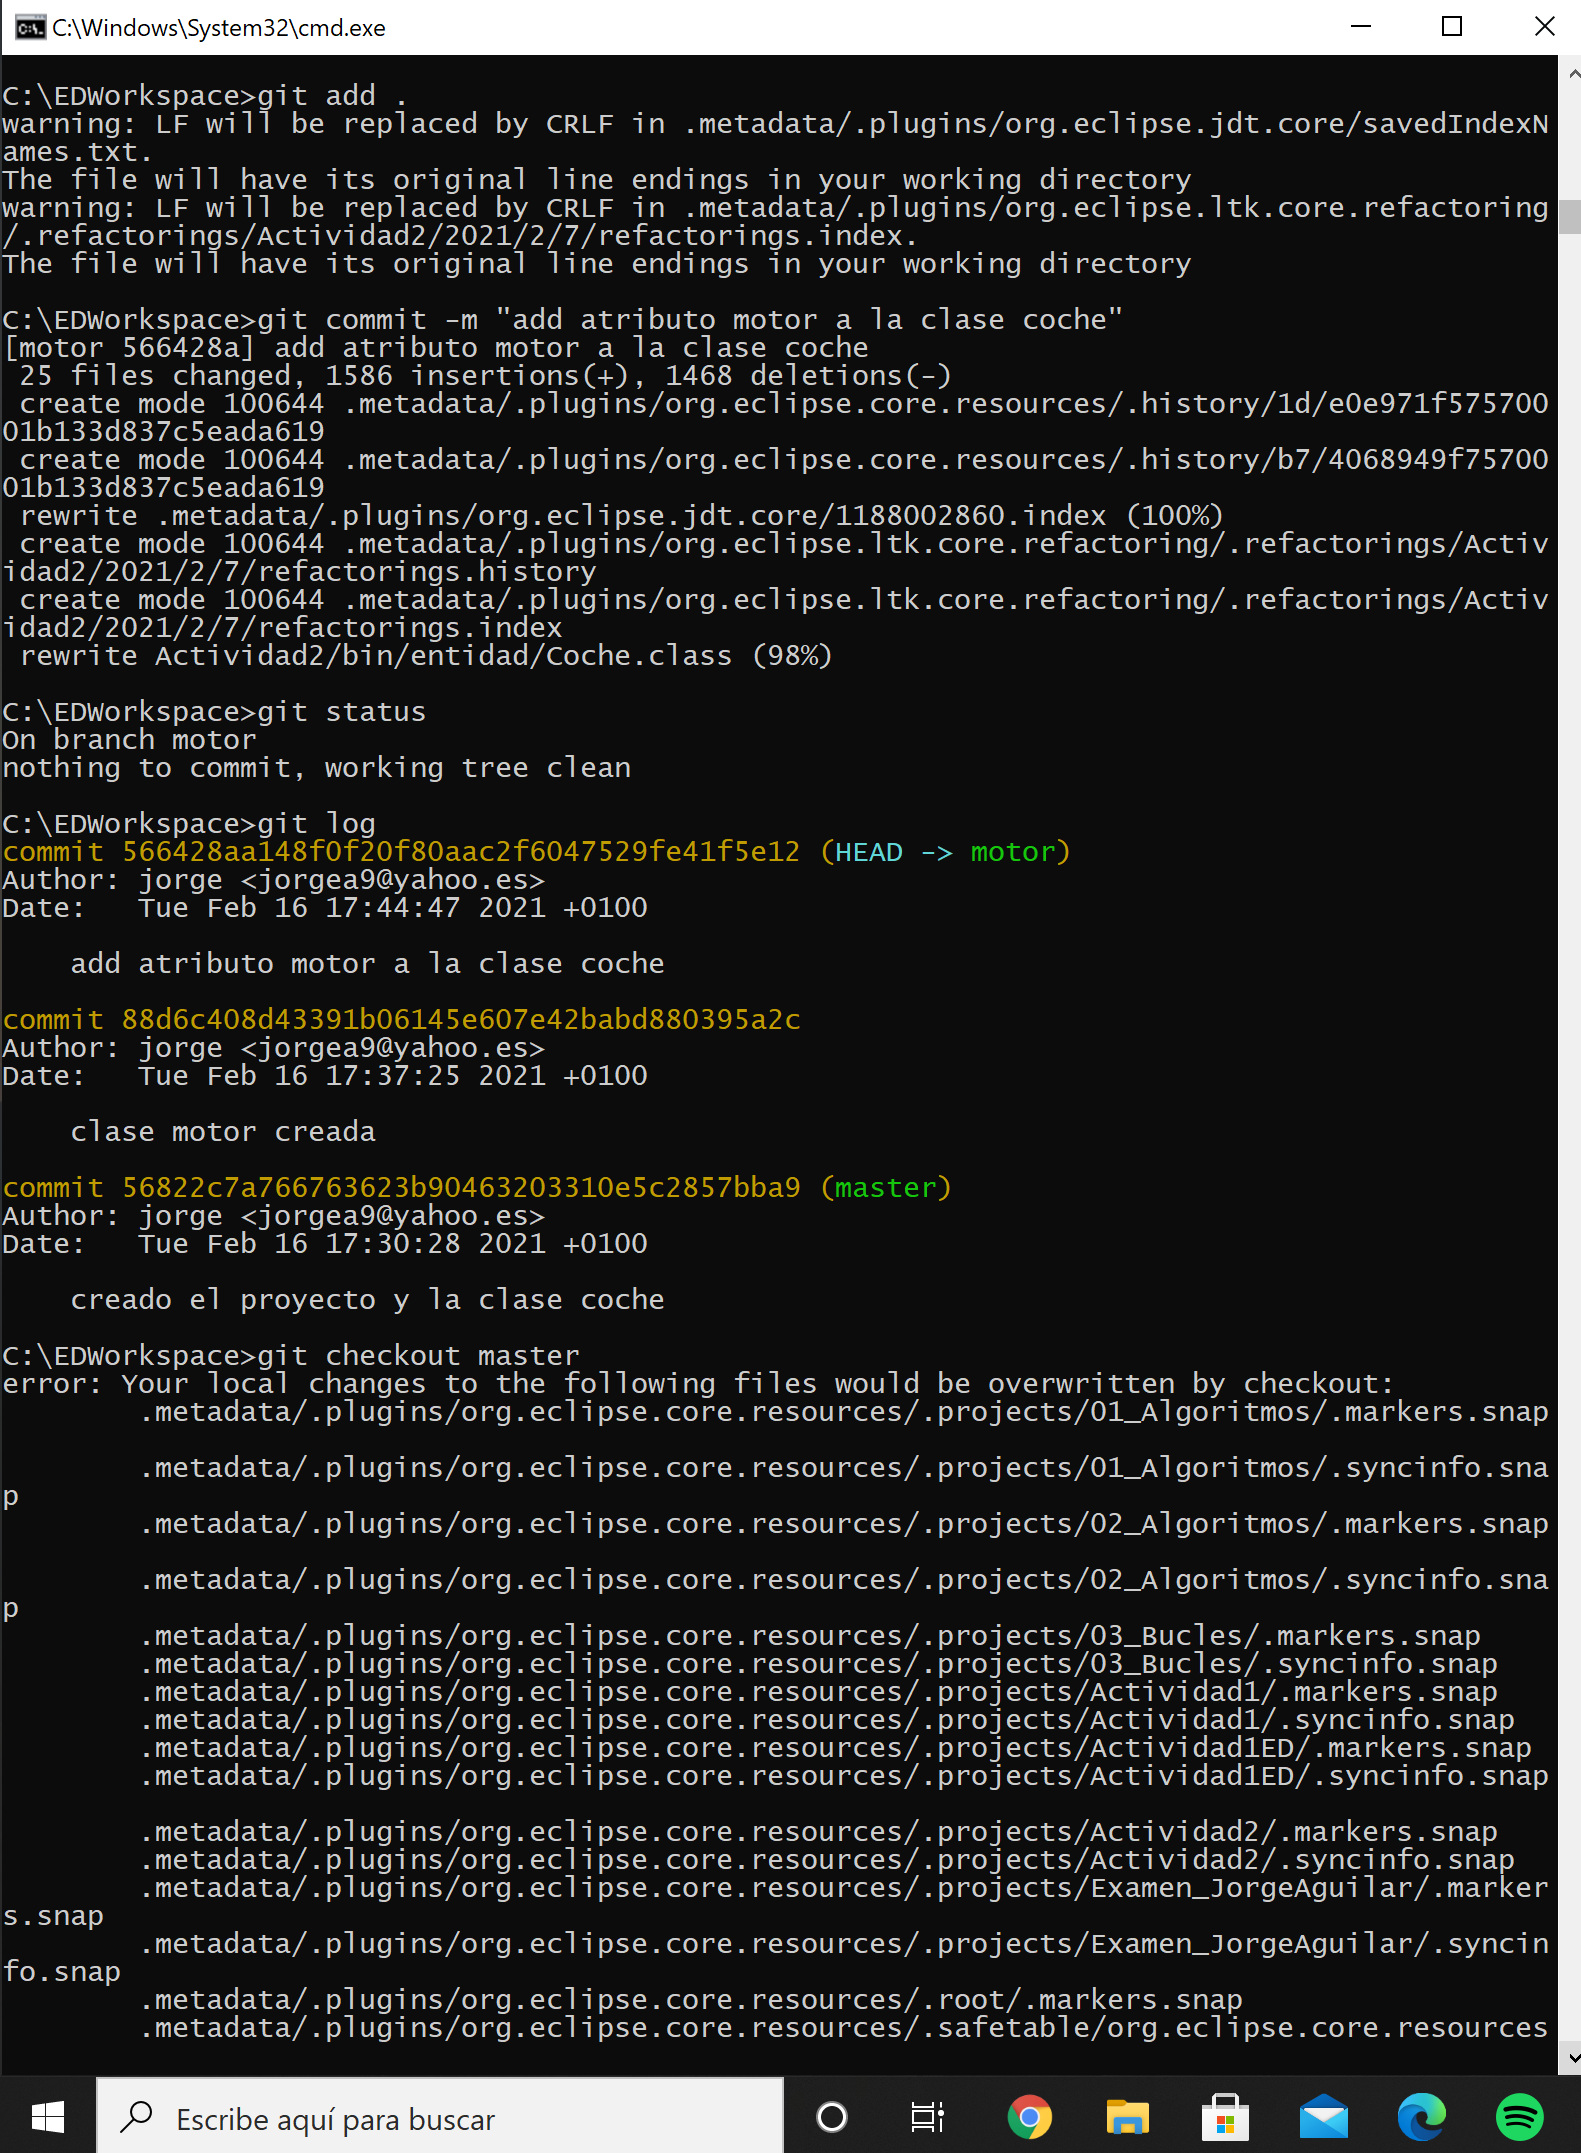 C:\Windows\System32\cmd.exe
C:\EDWorkspace>git add .
warning: LF will be replaced by CRLF in .metadata/.plugins/org.eclipse.jdt.core/savedIndexN
ames.txt.
The file will have its original line endings in your working directory
warning: LF will be replaced by CRLF in .metadata/.plugins/org.eclipse.ltk.core.refactoring
/.refactorings/Actividad2/2021/2/7/refactorings.index.
The file will have its original line endings in your working directory
C:\EDWorkspace>git commit -m "add atributo motor a la clase coche"
[motor 566428a] add atributo motor a la clase coche
 25 files changed, 1586 insertions(+), 1468 deletions(-)
 create mode 100644 .metadata/.plugins/org.eclipse.core.resources/.history/1d/e0e971f575700
01b133d837c5eada619
 create mode 100644 .metadata/.plugins/org.eclipse.core.resources/.history/b7/4068949f75700
01b133d837c5eada619
 rewrite .metadata/.plugins/org.eclipse.jdt.core/1188002860.index (100%)
 create mode 100644 .metadata/.plugins/org.eclipse.ltk.core.refactoring/.refactorings/Activ
idad2/2021/2/7/refactorings.history
 create mode 100644 .metadata/.plugins/org.eclipse.ltk.core.refactoring/.refactorings/Activ
idad2/2021/2/7/refactorings.index
 rewrite Actividad2/bin/entidad/Coche.class (98%)
C:\EDWorkspace>git status
On branch motor
nothing to commit, working tree clean
C:\EDWorkspace>git log
commit 566428aa148f0f20f80aac2f6047529fe41f5e12 (HEAD -> motor)
Author: jorge <jorgea9@yahoo.es>
Date:   Tue Feb 16 17:44:47 2021 +0100
    add atributo motor a la clase coche
commit 88d6c408d43391b06145e607e42babd880395a2c
Author: jorge <jorgea9@yahoo.es>
Date:   Tue Feb 16 17:37:25 2021 +0100
    clase motor creada
commit 56822c7a766763623b90463203310e5c2857bba9 (master)
Author: jorge <jorgea9@yahoo.es>
Date:   Tue Feb 16 17:30:28 2021 +0100
    creado el proyecto y la clase coche
C:\EDWorkspace>git checkout master
error: Your local changes to the following files would be overwritten by checkout:
        .metadata/.plugins/org.eclipse.core.resources/.projects/01_Algoritmos/.markers.snap
        .metadata/.plugins/org.eclipse.core.resources/.projects/01_Algoritmos/.syncinfo.sna
p
        .metadata/.plugins/org.eclipse.core.resources/.projects/02_Algoritmos/.markers.snap
        .metadata/.plugins/org.eclipse.core.resources/.projects/02_Algoritmos/.syncinfo.sna
p
        .metadata/.plugins/org.eclipse.core.resources/.projects/03_Bucles/.markers.snap
        .metadata/.plugins/org.eclipse.core.resources/.projects/03_Bucles/.syncinfo.snap
        .metadata/.plugins/org.eclipse.core.resources/.projects/Actividad1/.markers.snap
        .metadata/.plugins/org.eclipse.core.resources/.projects/Actividad1/.syncinfo.snap
        .metadata/.plugins/org.eclipse.core.resources/.projects/Actividad1ED/.markers.snap
        .metadata/.plugins/org.eclipse.core.resources/.projects/Actividad1ED/.syncinfo.snap
        .metadata/.plugins/org.eclipse.core.resources/.projects/Actividad2/.markers.snap
        .metadata/.plugins/org.eclipse.core.resources/.projects/Actividad2/.syncinfo.snap
        .metadata/.plugins/org.eclipse.core.resources/.projects/Examen_JorgeAguilar/.marker
s.snap
        .metadata/.plugins/org.eclipse.core.resources/.projects/Examen_JorgeAguilar/.syncin
fo.snap
        .metadata/.plugins/org.eclipse.core.resources/.root/.markers.snap
        .metadata/.plugins/org.eclipse.core.resources/.safetable/org.eclipse.core.resources
Escribe aquí para buscar